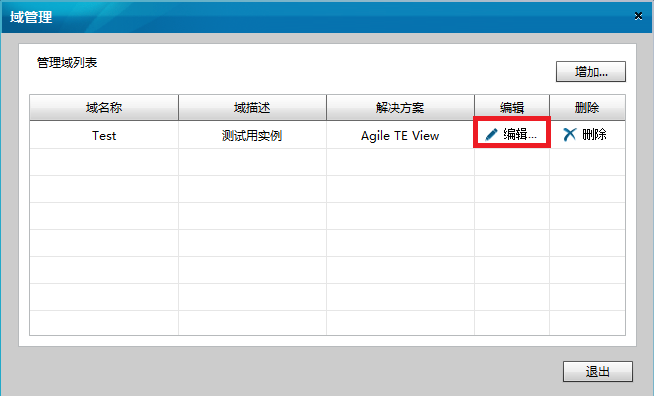 域管理
管理域列表
增加...
域名称 域描述 解决方案 编辑 删除
Test 测试用实例 Agile TE View 编辑... 删除
退出